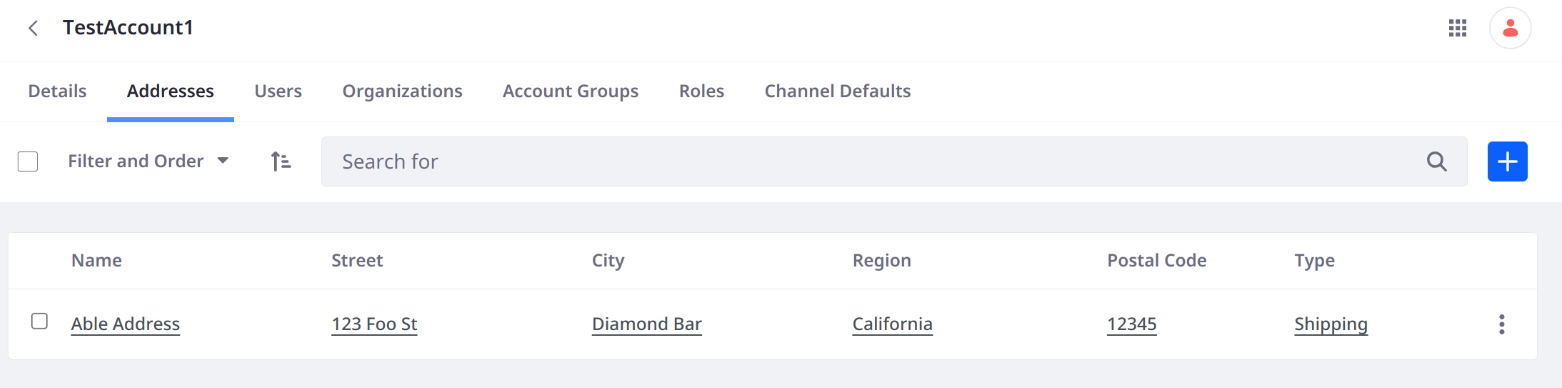 TestAccount1
Details Addresses Users Organizations Account Groups Roles Channel Defaults
Filter and Order Search for
Name Street City Region Postal Code Type
Able Address 123 Foo St Diamond Bar California 12345 Shipping